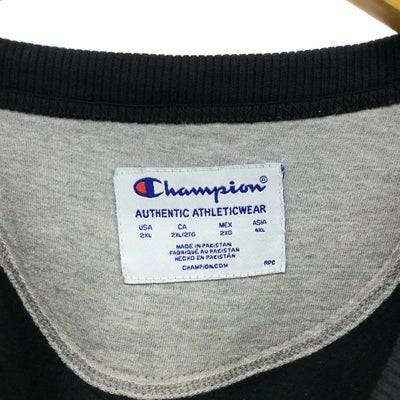 Champion®
AUTHENTIC ATHLETICWEAR
USA CA MEX ASIA
2XL 2XL/2TG 2XG 4XL
MADE IN PAKISTAN
FABRIQUÉ AU PAKISTAN
HECHO EN PAKISTÁN
CHAMPION.COM
RPC